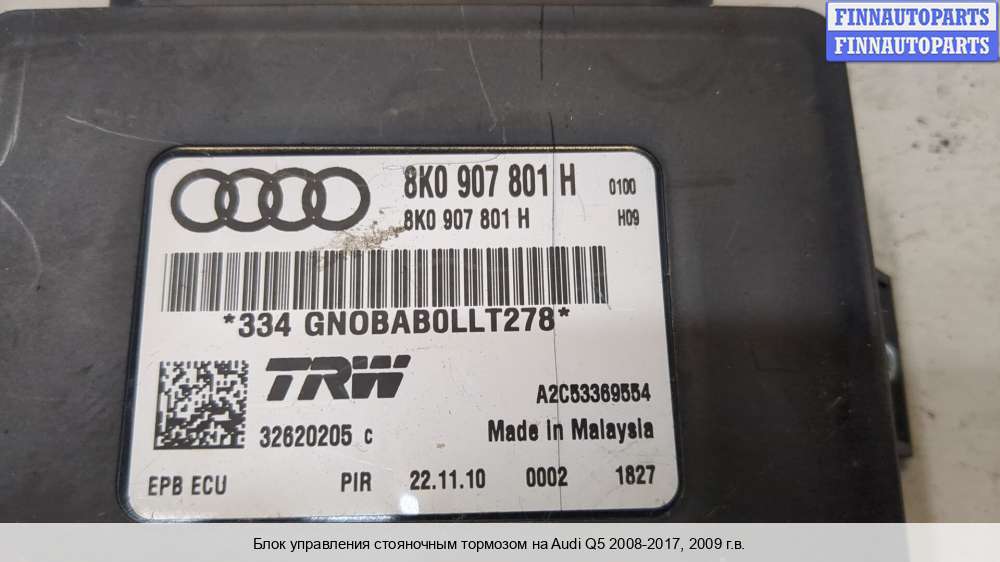 FINNAUTOPARTS
FINNAUTOPARTS
8K0 907 801 H 0100
8K0 907 801 H H09
*334 GNOBAB0LLT278*
TRW
A2C53369554
32620205 c Made In Malaysia
EPB ECU PIR 22.11.10 0002 1827
Блок управления стояночным тормозом на Audi Q5 2008-2017, 2009 г.в.